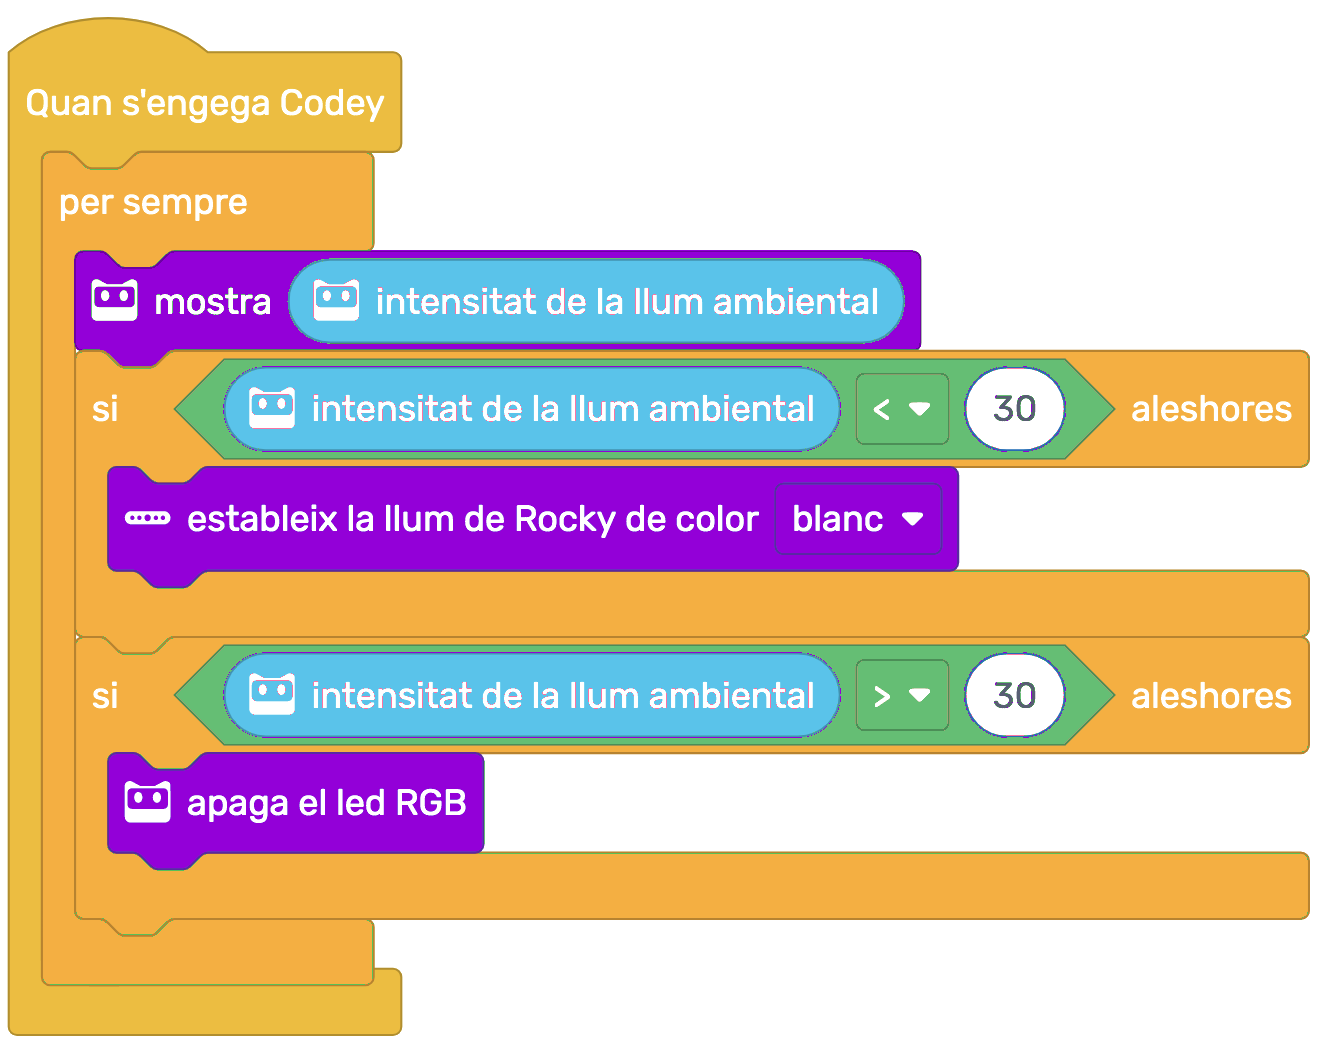 Quan s'engega Codey
per sempre
mostra intensitat de la llum ambiental
si intensitat de la llum ambiental < 30 aleshores
estableix la llum de Rocky de color blanc
si intensitat de la llum ambiental > 30 aleshores
apaga el led RGB